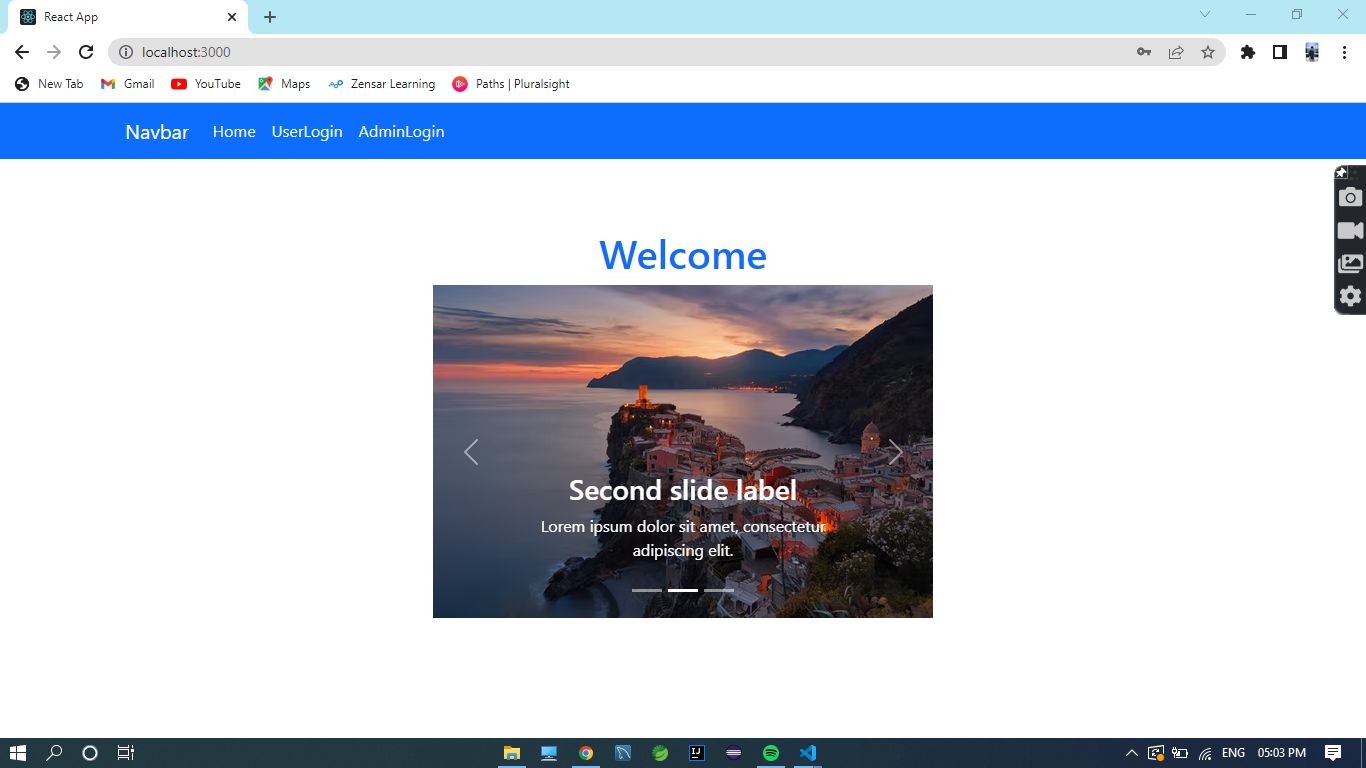 React App
localhost:3000
New Tab Gmail YouTube Maps Zensar Learning Paths | Pluralsight
Navbar Home UserLogin AdminLogin
Welcome
Second slide label
Lorem ipsum dolor sit amet, consectetur
adipiscing elit.
IJ
ENG 05:03 PM